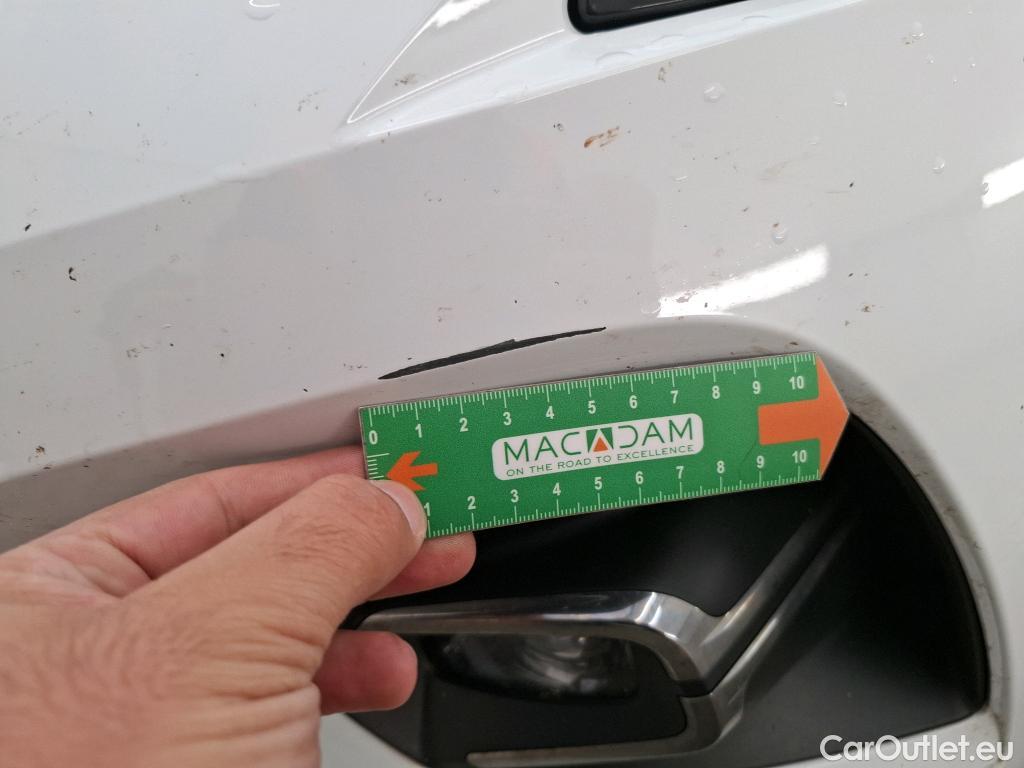 0 1 2 3 4 5 6 7 8 9 10
MACADAM
ON THE ROAD TO EXCELLENCE
1 2 3 4 5 6 7 8 9 10
CarOutlet.eu